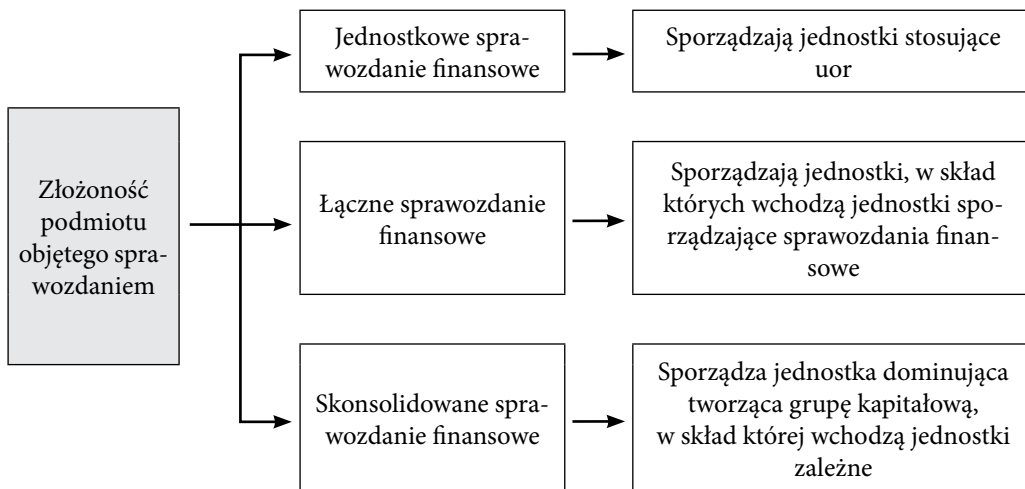 Złożoność
podmiotu
objętego spra-
wozdaniem
Jednostkowe spra-
wozdanie finansowe
Sporządzają jednostki stosujące
uor
Łączne sprawozdanie
finansowe
Sporządzają jednostki, w skład
których wchodzą jednostki spo-
rządzające sprawozdania finan-
sowe
Skonsolidowane spra-
wozdanie finansowe
Sporządza jednostka dominująca
tworząca grupę kapitałową,
w skład której wchodzą jednostki
zależne